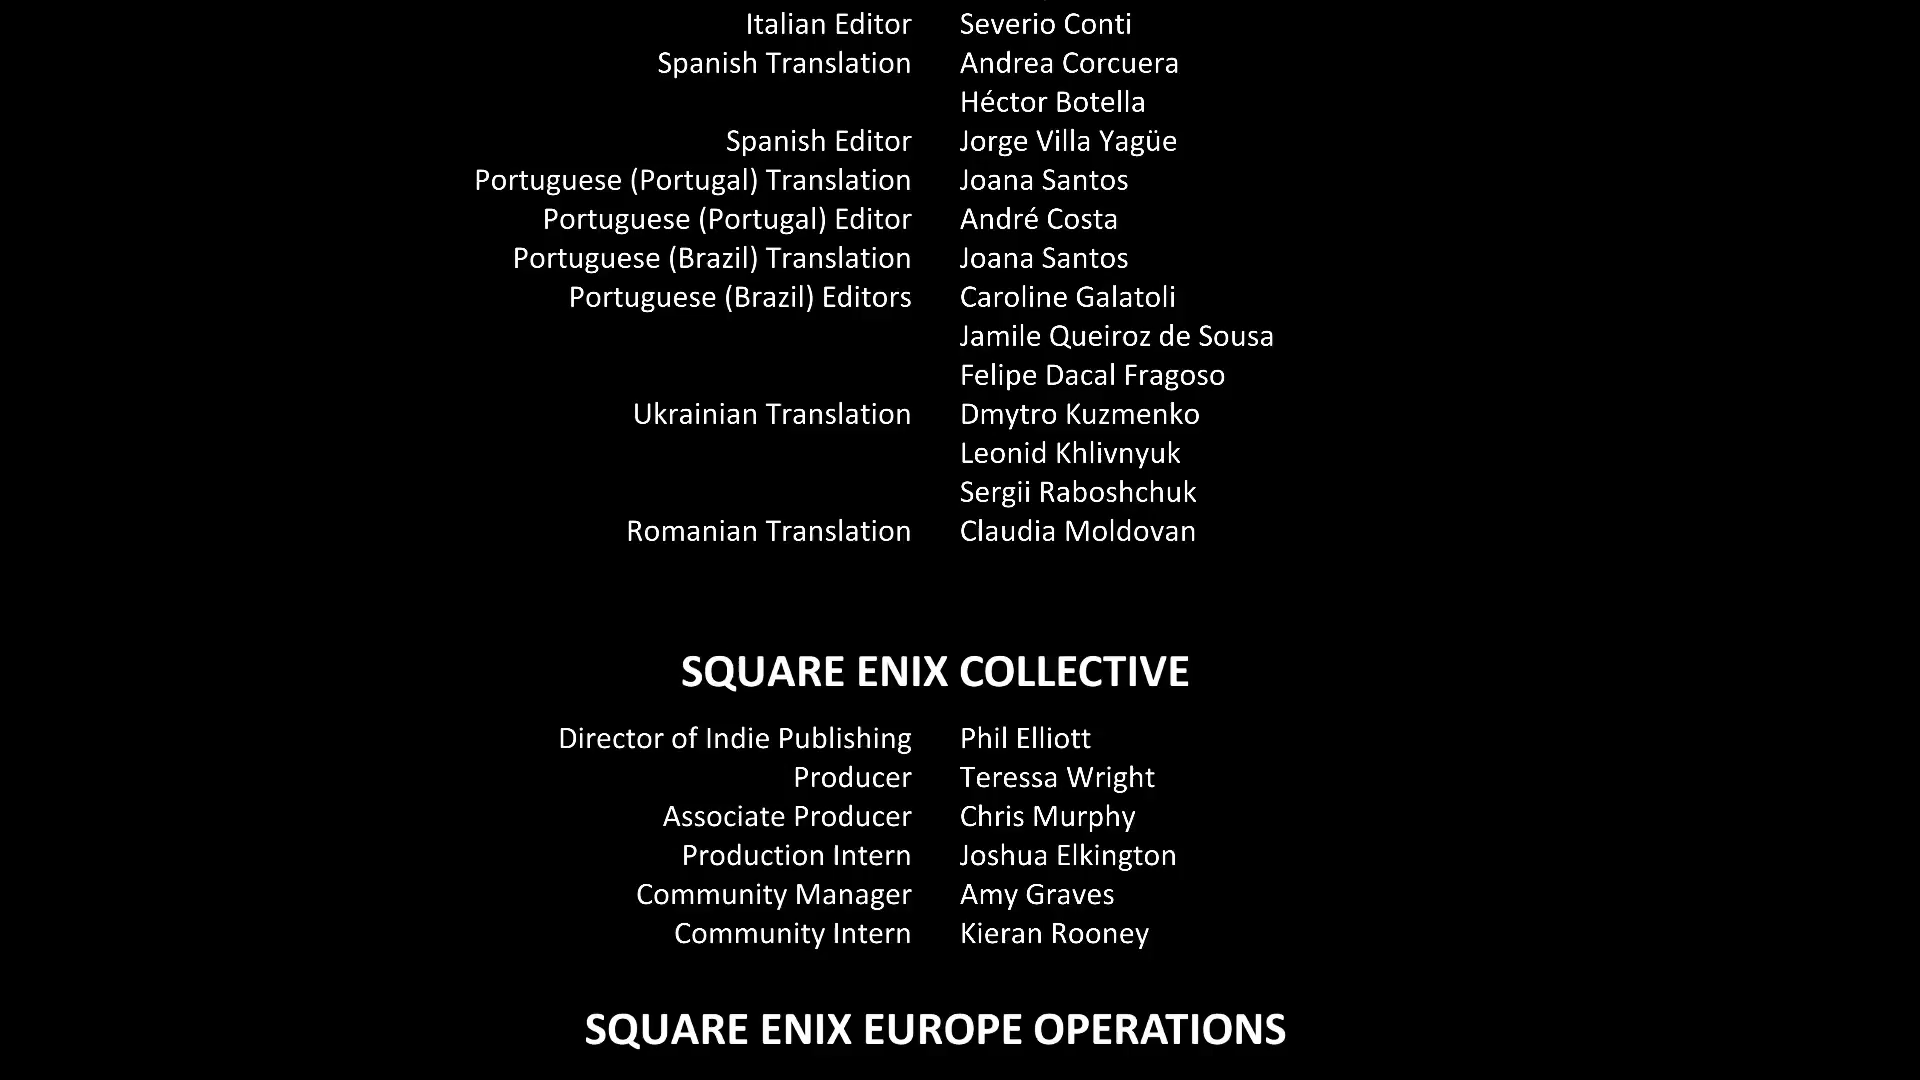 Italian Editor Severio Conti
Spanish Translation Andrea Corcuera
Héctor Botella
Spanish Editor Jorge Villa Yagüe
Portuguese (Portugal) Translation Joana Santos
Portuguese (Portugal) Editor André Costa
Portuguese (Brazil) Translation Joana Santos
Portuguese (Brazil) Editors Caroline Galatoli
Jamile Queiroz de Sousa
Felipe Dacal Fragoso
Ukrainian Translation Dmytro Kuzmenko
Leonid Khlivnyuk
Sergii Raboshchuk
Romanian Translation Claudia Moldovan
SQUARE ENIX COLLECTIVE
Director of Indie Publishing Phil Elliott
Producer Teressa Wright
Associate Producer Chris Murphy
Production Intern Joshua Elkington
Community Manager Amy Graves
Community Intern Kieran Rooney
SQUARE ENIX EUROPE OPERATIONS